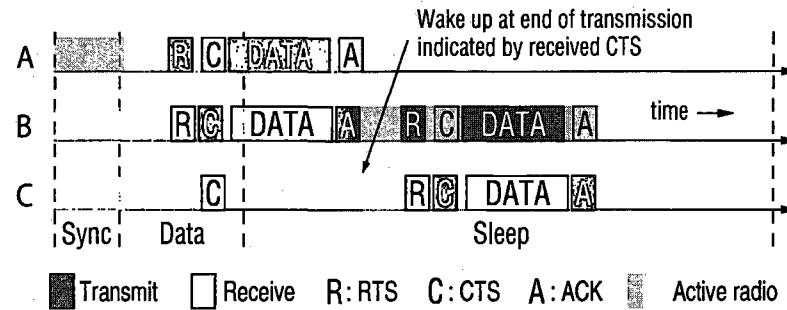 Wake up at end of transmission
indicated by received CTS
A R C DATA A
B R C DATA A R C DATA A time
C C R C DATA A
Sync Data Sleep
Transmit Receive R: RTS C: CTS A: ACK Active radio